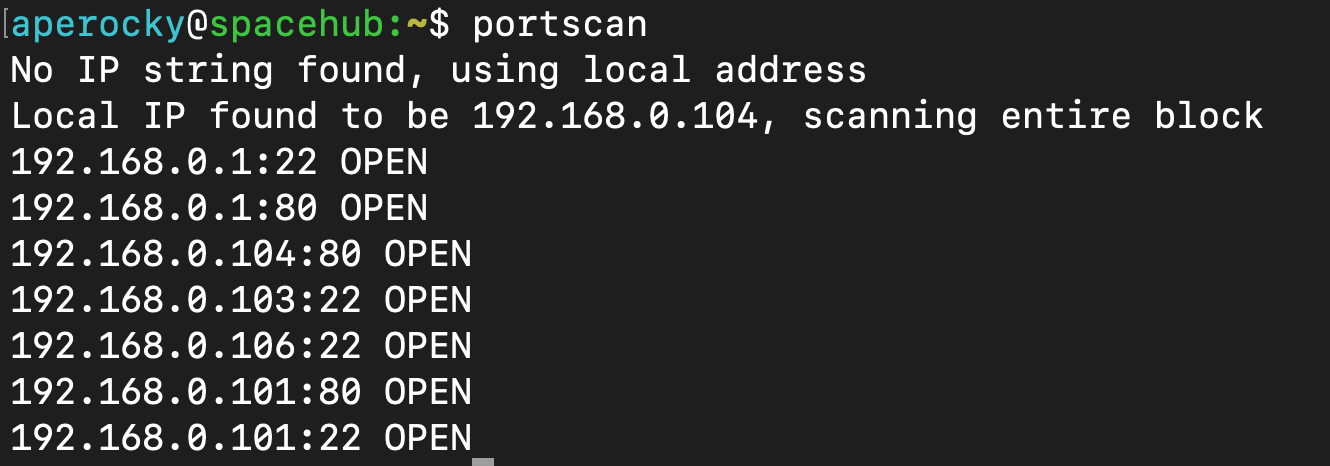 [aperocky@spacehub:~$ portscan
No IP string found, using local address
Local IP found to be 192.168.0.104, scanning entire block
192.168.0.1:22 OPEN
192.168.0.1:80 OPEN
192.168.0.104:80 OPEN
192.168.0.103:22 OPEN
192.168.0.106:22 OPEN
192.168.0.101:80 OPEN
192.168.0.101:22 OPEN